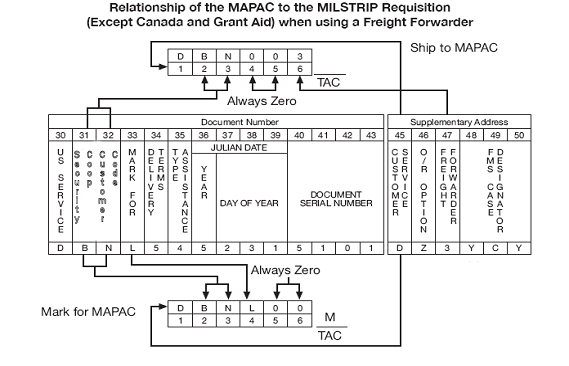 Relationship of the MAPAC to the MILSTRIP Requisition
(Except Canada and Grant Aid) when using a Freight Forwarder
Ship to MAPAC
D B N 0 0 3
1 2 3 4 5 6
TAC
Always Zero
Document Number
Supplementary Address
30 31 32 33 34 35 36 37 38 39 40 41 42 43 45 46 47 48 49 50
US SERVICE
Security Coop Customer Code
MARK FOR
DELIVERY TERMS
TYPE ASSISTANCE
JULIAN DATE
YEAR
DAY OF YEAR
DOCUMENT
SERIAL NUMBER
CUSTOMER SERVICE
O/R OPTION
FREIGHT FORWARDER
FMS CASE DESIGNATOR
D B N L 5 4 5 2 3 1 5 1 0 1 D Z 3 Y C Y
Always Zero
Mark for MAPAC
D B N L 0 0
1 2 3 4 5 6
M
TAC